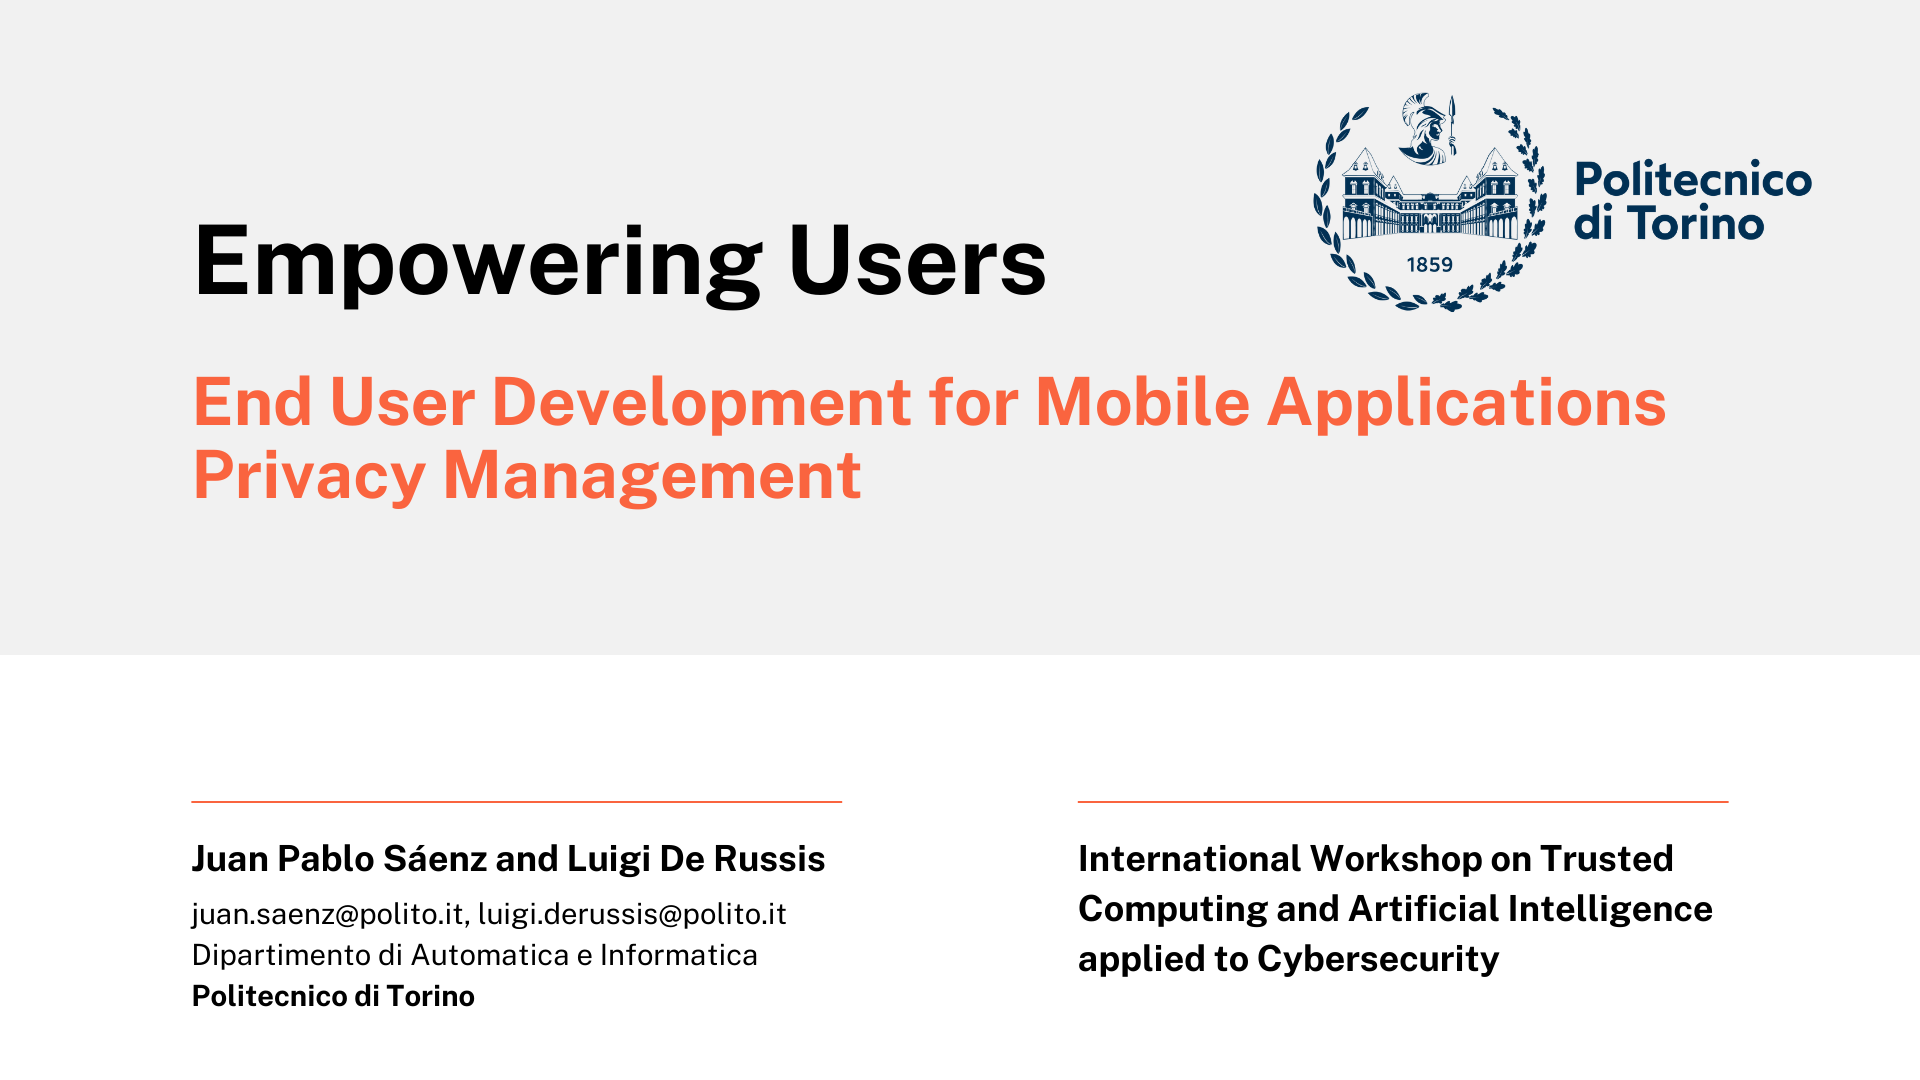 Empowering Users
Politecnico
di Torino
1859
End User Development for Mobile Applications
Privacy Management
Juan Pablo Sáenz and Luigi De Russis
juan.saenz@polito.it, luigi.derussis@polito.it
Dipartimento di Automatica e Informatica
Politecnico di Torino
International Workshop on Trusted
Computing and Artificial Intelligence
applied to Cybersecurity